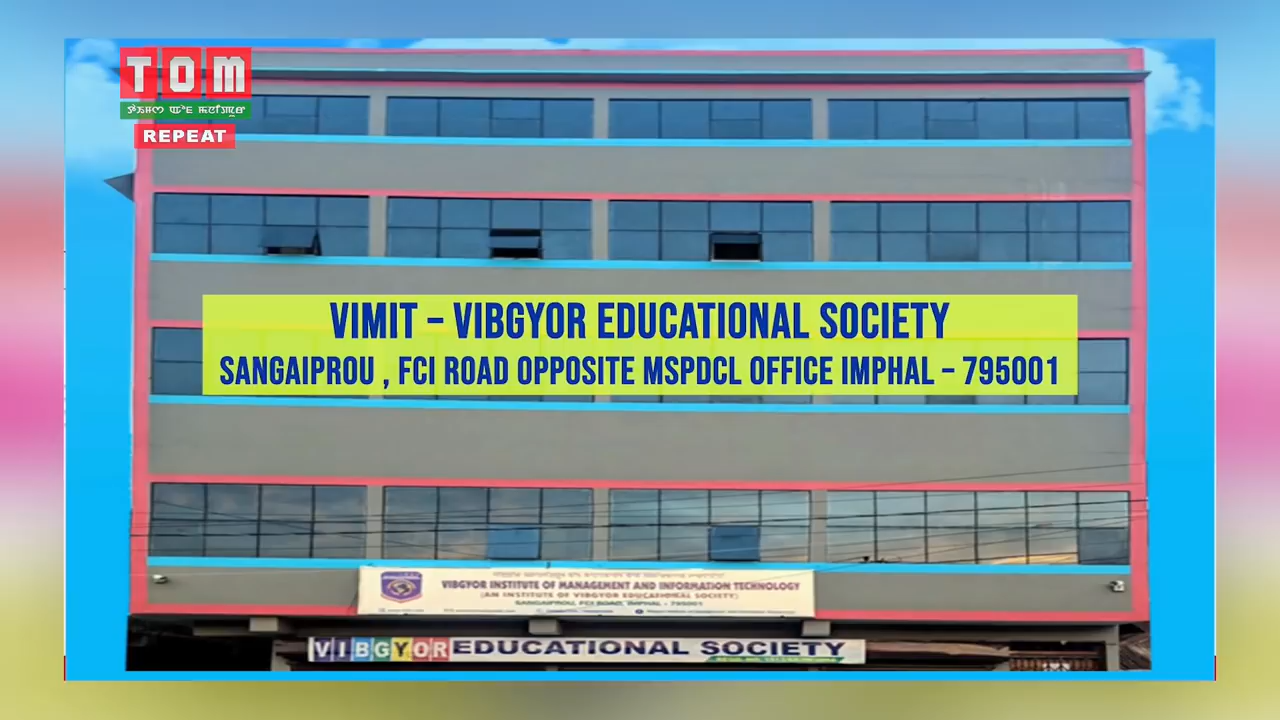 TOM
REPEAT
VIMIT – VIBGYOR EDUCATIONAL SOCIETY
SANGAIPROU , FCI ROAD OPPOSITE MSPDCL OFFICE IMPHAL – 795001
VIBGYOR INSTITUTE OF MANAGEMENT AND INFORMATION TECHNOLOGY
(AN INSTITUTE OF VIBGYOR EDUCATIONAL SOCIETY)
SANGAIPROU, FCI ROAD, IMPHAL - 795001
VIBGYOR EDUCATIONAL SOCIETY